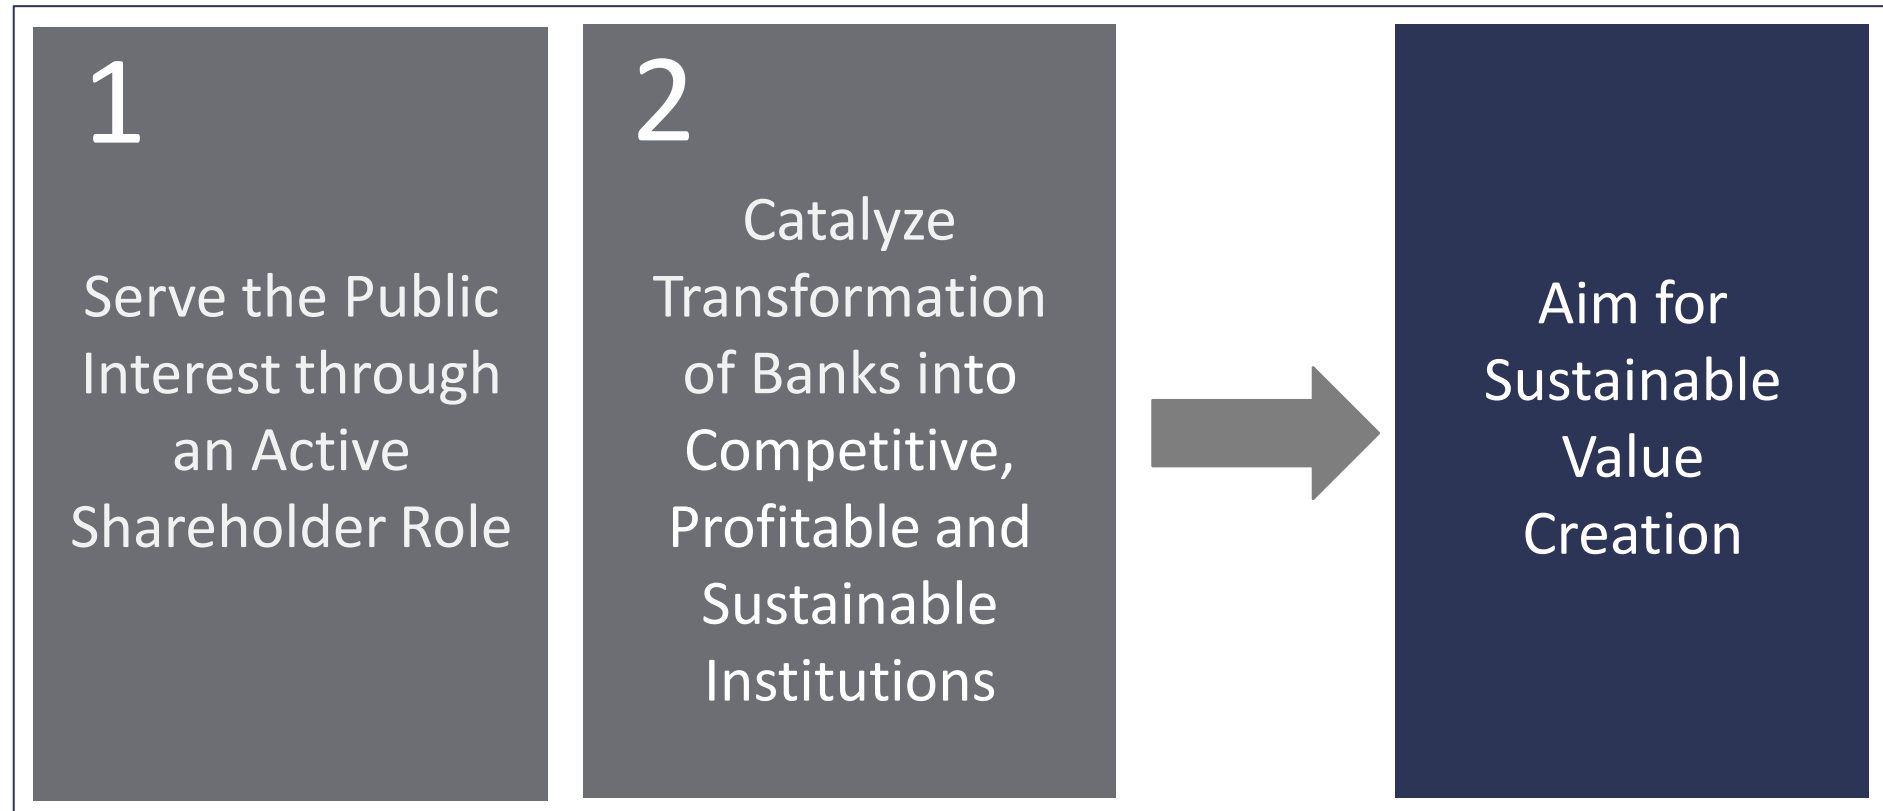 1
Serve the Public
Interest through
an Active
Shareholder Role
2
Catalyze
Transformation
of Banks into
Competitive,
Profitable and
Sustainable
Institutions
Aim for
Sustainable
Value
Creation